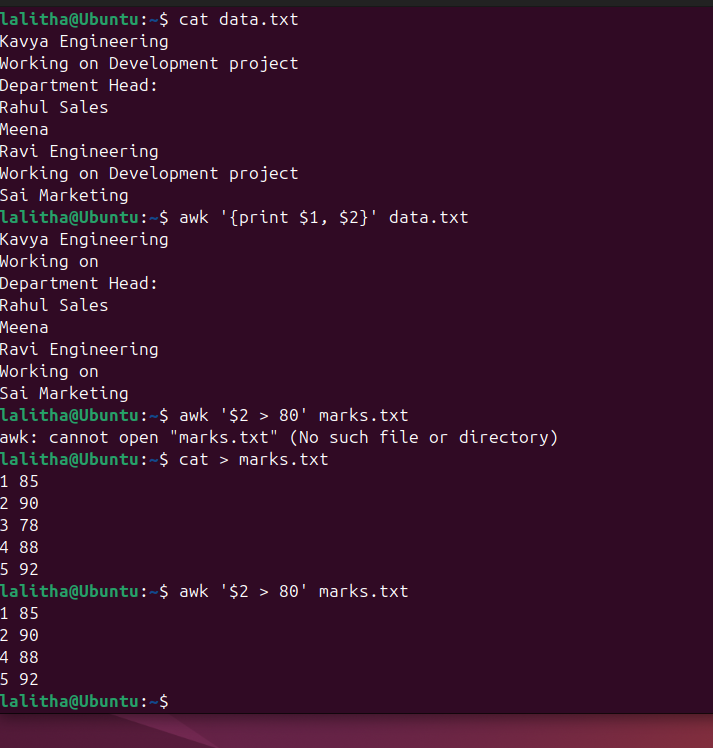 lalitha@Ubuntu:~$ cat data.txt
Kavya Engineering
Working on Development project
Department Head:
Rahul Sales
Meena
Ravi Engineering
Working on Development project
Sai Marketing
lalitha@Ubuntu:~$ awk '{print $1, $2}' data.txt
Kavya Engineering
Working on
Department Head:
Rahul Sales
Meena
Ravi Engineering
Working on
Sai Marketing
lalitha@Ubuntu:~$ awk '$2 > 80' marks.txt
awk: cannot open "marks.txt" (No such file or directory)
lalitha@Ubuntu:~$ cat > marks.txt
1 85
2 90
3 78
4 88
5 92
lalitha@Ubuntu:~$ awk '$2 > 80' marks.txt
1 85
2 90
4 88
5 92
lalitha@Ubuntu:~$